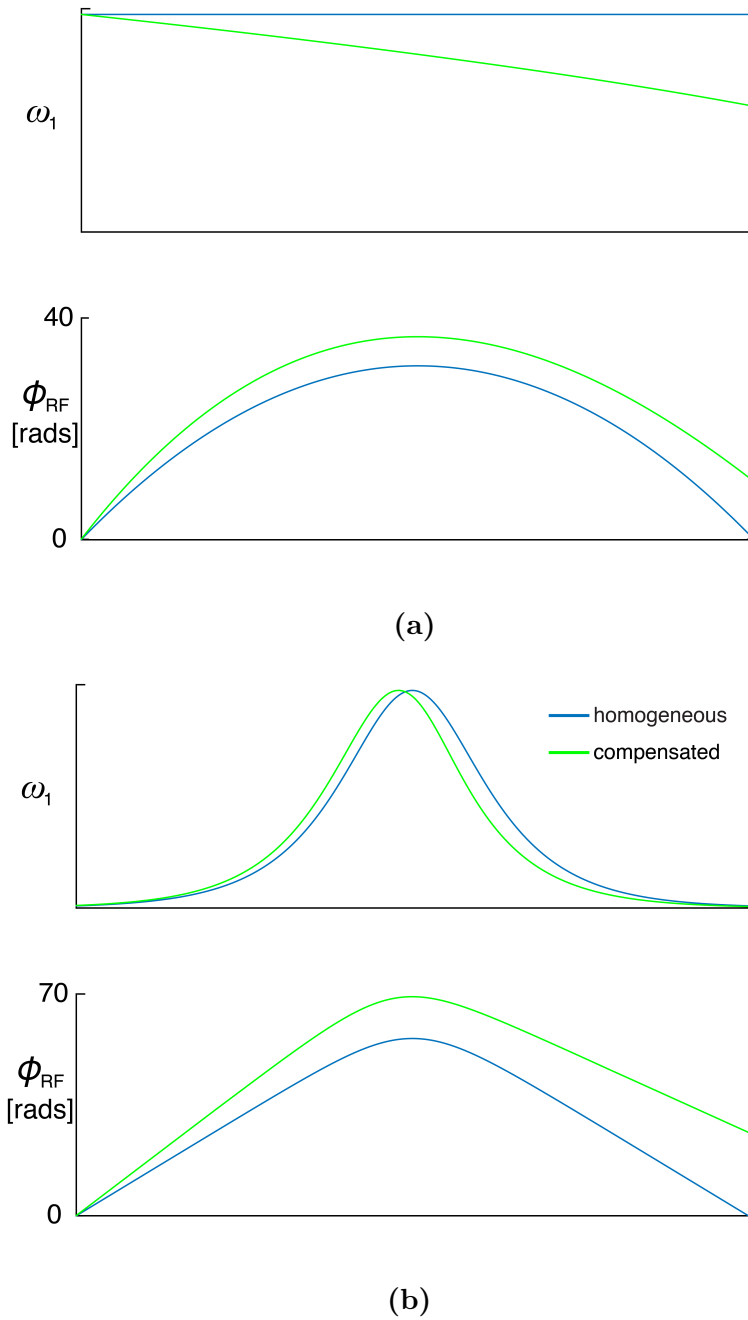 ω₁
40
ϕRF
[rads]
0
(a)
homogeneous
compensated
ω₁
70
ϕRF
[rads]
0
(b)